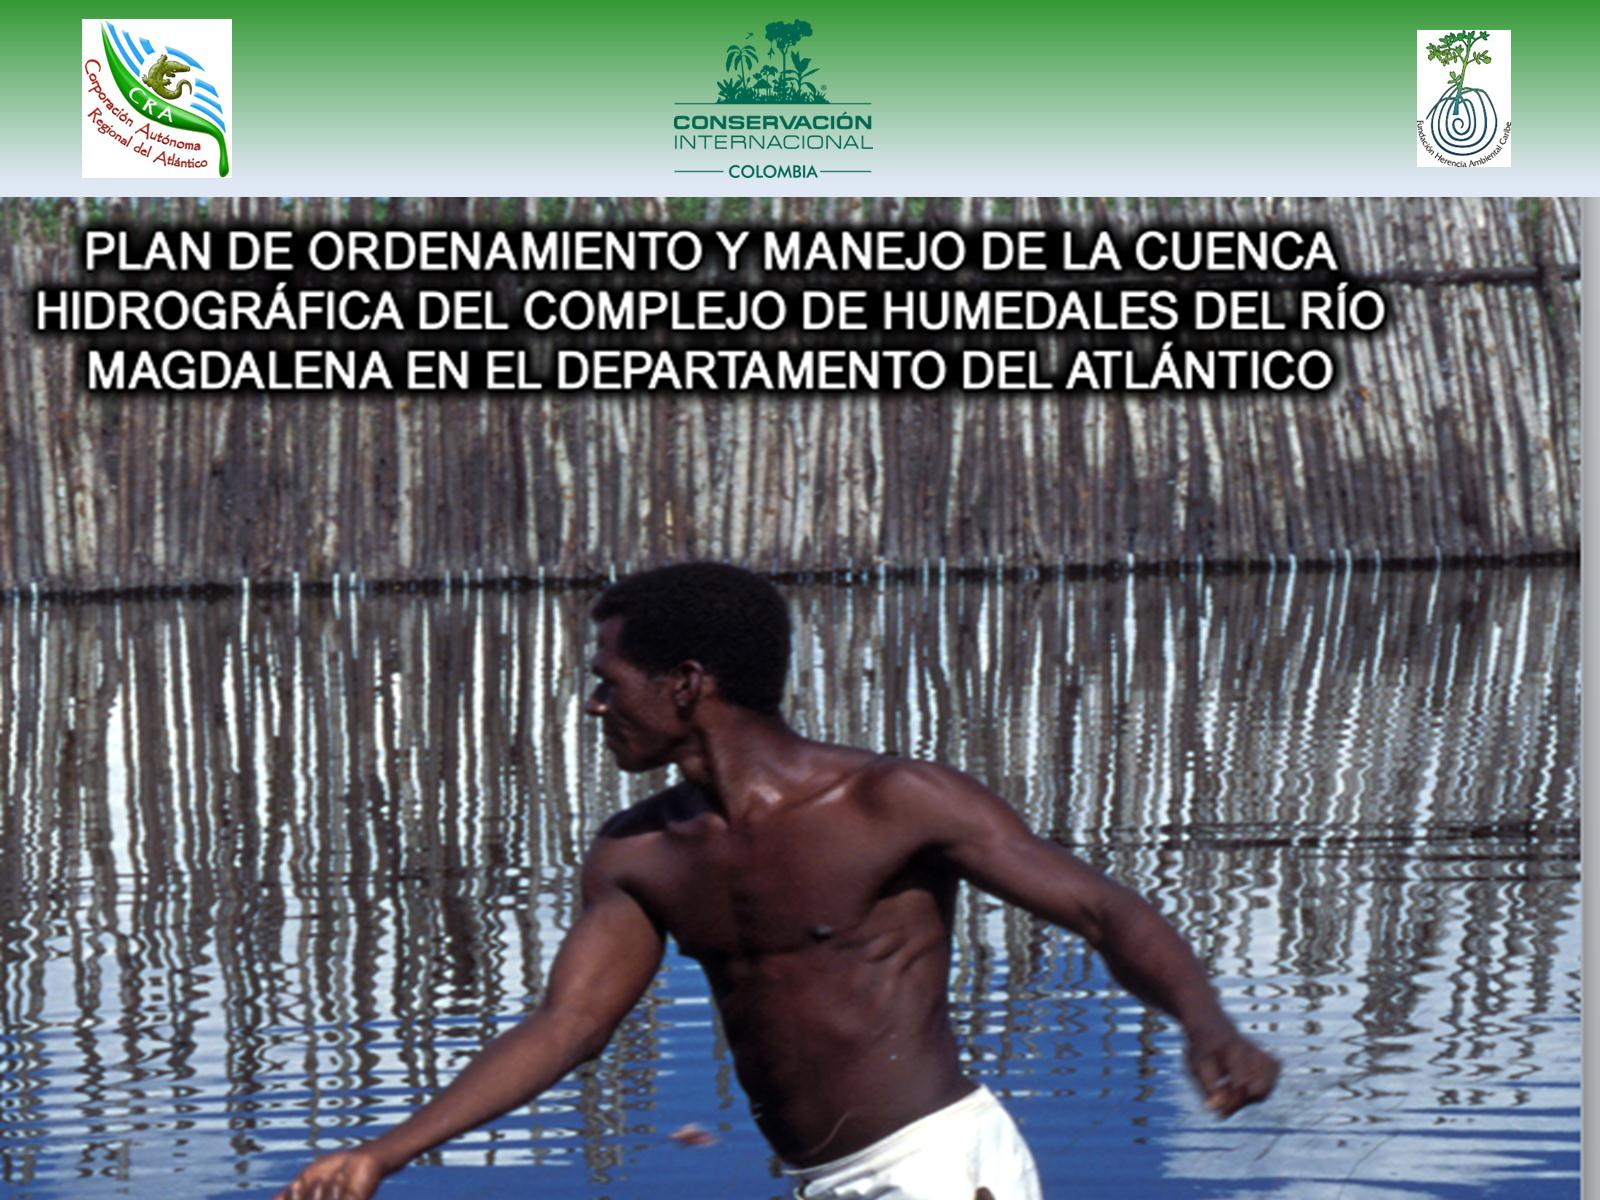 CRA
Corporación Autónoma
Regional del Atlántico
CONSERVACIÓN
INTERNACIONAL
COLOMBIA
Fundación Herencia Ambiental Caribe
PLAN DE ORDENAMIENTO Y MANEJO DE LA CUENCA
HIDROGRÁFICA DEL COMPLEJO DE HUMEDALES DEL RÍO
MAGDALENA EN EL DEPARTAMENTO DEL ATLÁNTICO